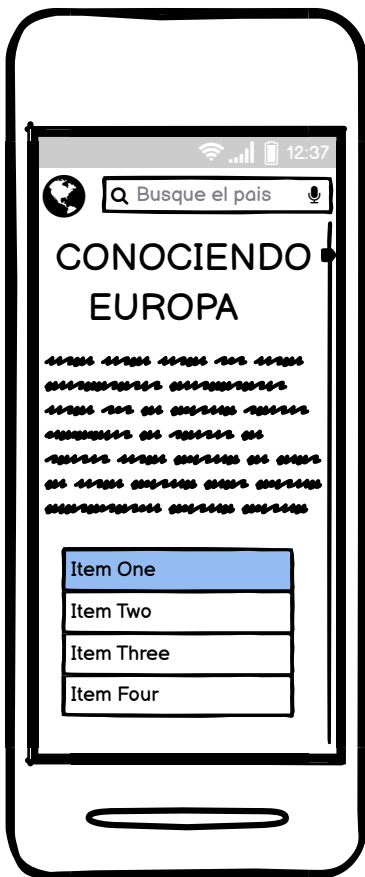 12:37
Busque el pais
CONOCIENDO
EUROPA
Item One
Item Two
Item Three
Item Four